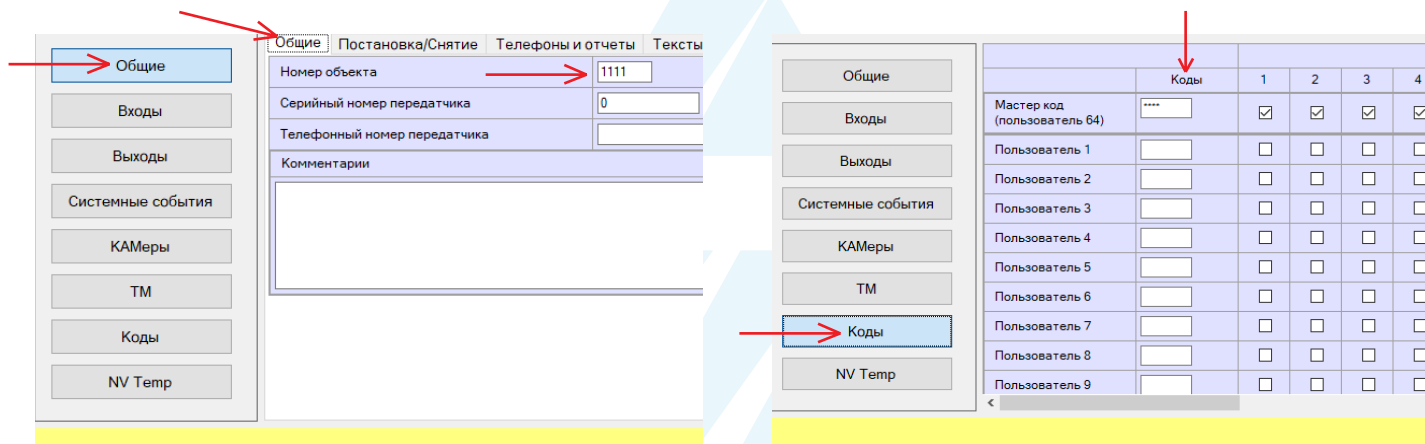 Общие
Входы
Выходы
Системные события
КАМеры
ТМ
Коды
NV Temp
Общие Постановка/Снятие Телефоны и отчеты Тексты
Номер объекта 1111
Серийный номер передатчика 0
Телефонный номер передатчика
Комментарии
Общие
Входы
Выходы
Системные события
КАМеры
ТМ
Коды
NV Temp
Коды 1 2 3 4
Мастер код
(пользователь 64) ****
Пользователь 1
Пользователь 2
Пользователь 3
Пользователь 4
Пользователь 5
Пользователь 6
Пользователь 7
Пользователь 8
Пользователь 9